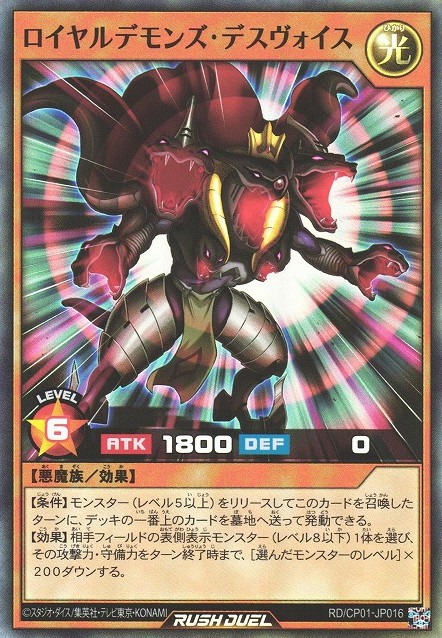 ロイヤルデモンズ・デスヴォイス
ひかり
光
LEVEL
6
ATK 1800 DEF 0
【悪魔族／効果】
【条件】モンスター（レベル５以上）をリリースしてこのカードを召喚した
ターンに、デッキの一番上のカードを墓地へ送って発動できる。
【効果】相手フィールドの表側表示モンスター（レベル８以下）１体を選び、
その攻撃力・守備力をターン終了時まで、［選んだモンスターのレベル］×
２００ダウンする。
©スタジオ・ダイス／集英社・テレビ東京・KONAMI
RUSH DUEL
RD/CP01-JP016